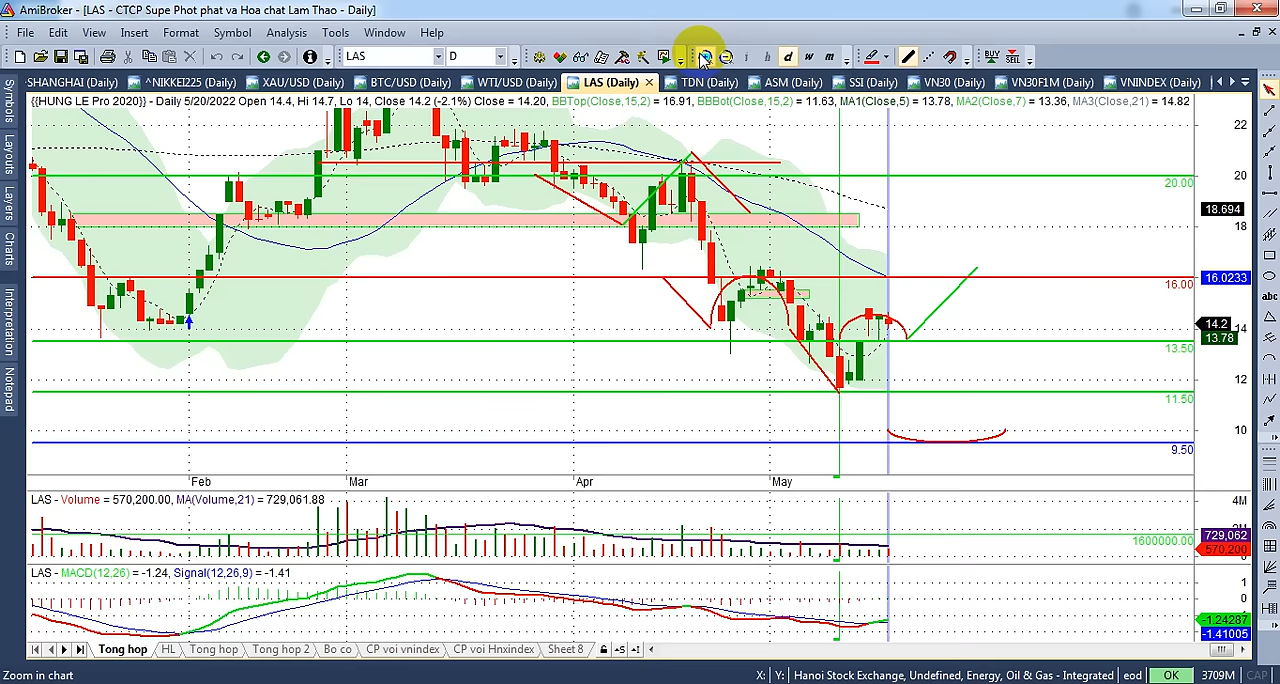 AmiBroker - [LAS - CTCP Supe Phot phat va Hoa chat Lam Thao - Daily]
File Edit View Insert Format Symbol Analysis Tools Window Help
LAS D i h d w m BUY SELL
SHANGHAI (Daily) ^NIKKEI225 (Daily) XAU/USD (Daily) BTC/USD (Daily) WTI/USD (Daily) LAS (Daily) TDN (Daily) ASM (Daily) SSI (Daily) VN30 (Daily) VN30F1M (Daily) VNINDEX (Daily)
{{HUNG LE Pro 2020}} - Daily 5/20/2022 Open 14.4, Hi 14.7, Lo 14, Close 14.2 (-2.1%) Close = 14.20, BBTop(Close,15,2) = 16.91, BBBot(Close,15,2) = 11.63, MA1(Close,5) = 13.78, MA2(Close,7) = 13.36, MA3(Close,21) = 14.82
Symbols
Layouts
Layers
Charts
Interpretation
Notepad
abc
22
20
20.00
18.694
18
16.0233
16.00
14.2
14
13.78
13.50
12
11.50
10
9.50
Feb Mar Apr May
LAS - Volume = 570,200.00, MA(Volume,21) = 729,061.88
4M
1600000.00
729,062
570,200
LAS - MACD(12,26) = -1.24, Signal(12,26,9) = -1.41
1
0
-1.24287
-1.41005
Tong hop HL Tong hop Tong hop 2 Bo co CP voi vnindex CP voi Hnxindex Sheet 8
Zoom in chart X: Y: Hanoi Stock Exchange, Undefined, Energy, Oil & Gas - Integrated eod OK 3709M CAP